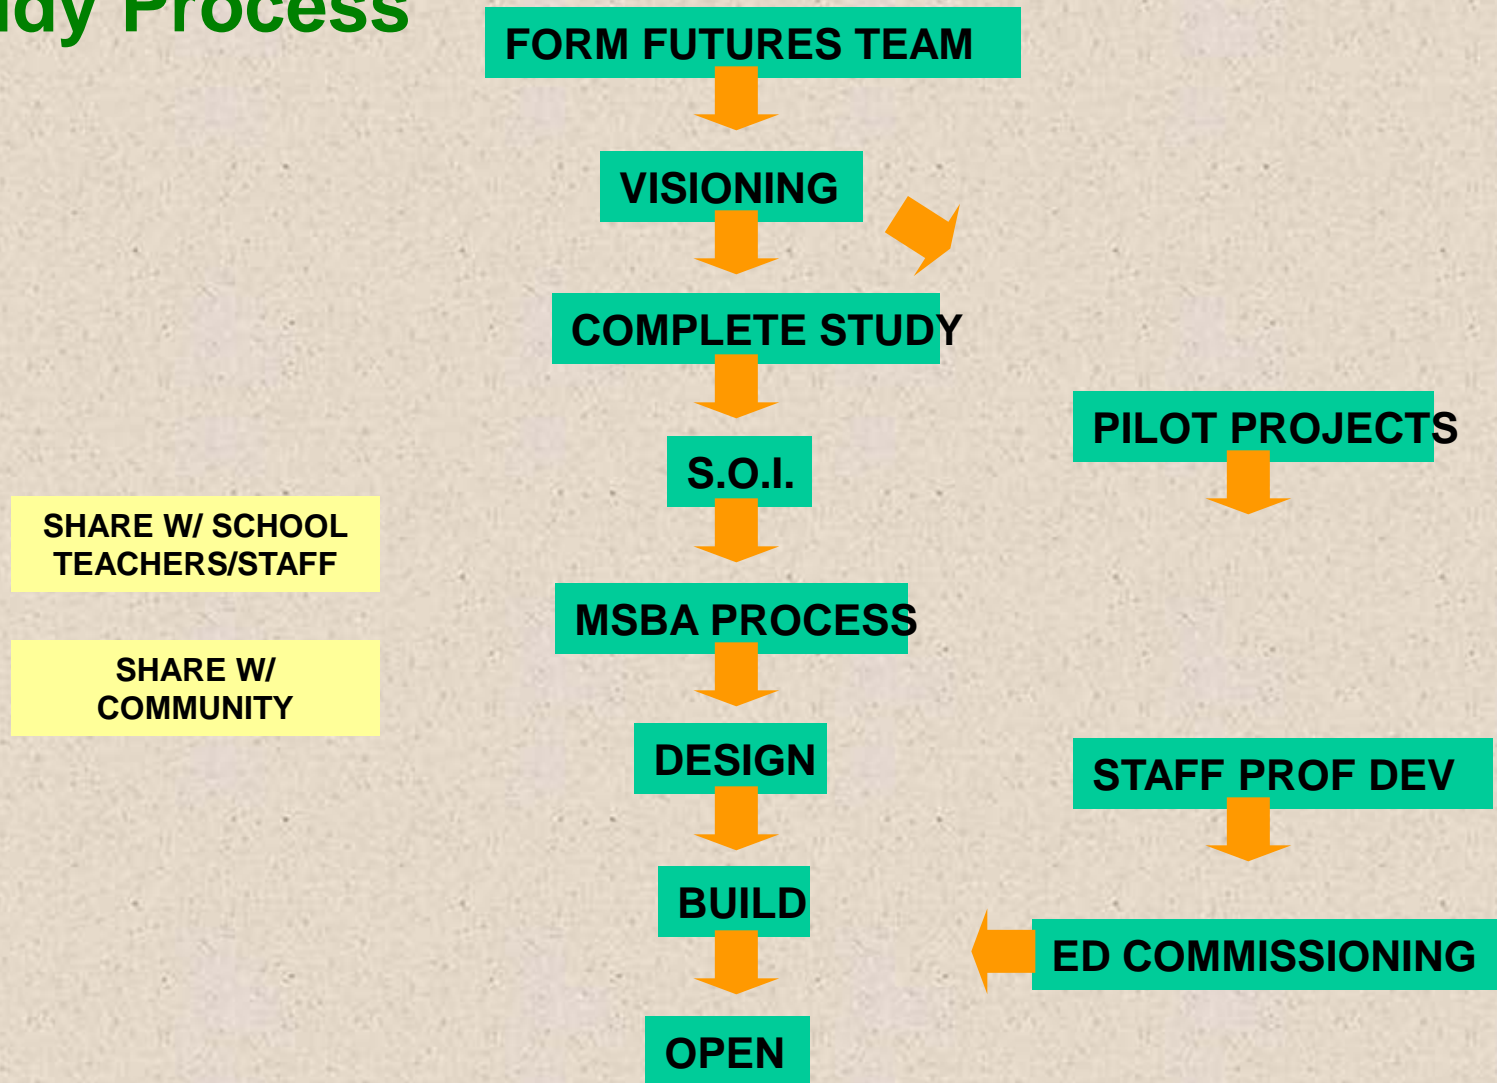 Process
FORM FUTURES TEAM
VISIONING
COMPLETE STUDY
PILOT PROJECTS
S.O.I.
SHARE W/ SCHOOL
TEACHERS/STAFF
MSBA PROCESS
SHARE W/
COMMUNITY
DESIGN
STAFF PROF DEV
BUILD
ED COMMISSIONING
OPEN